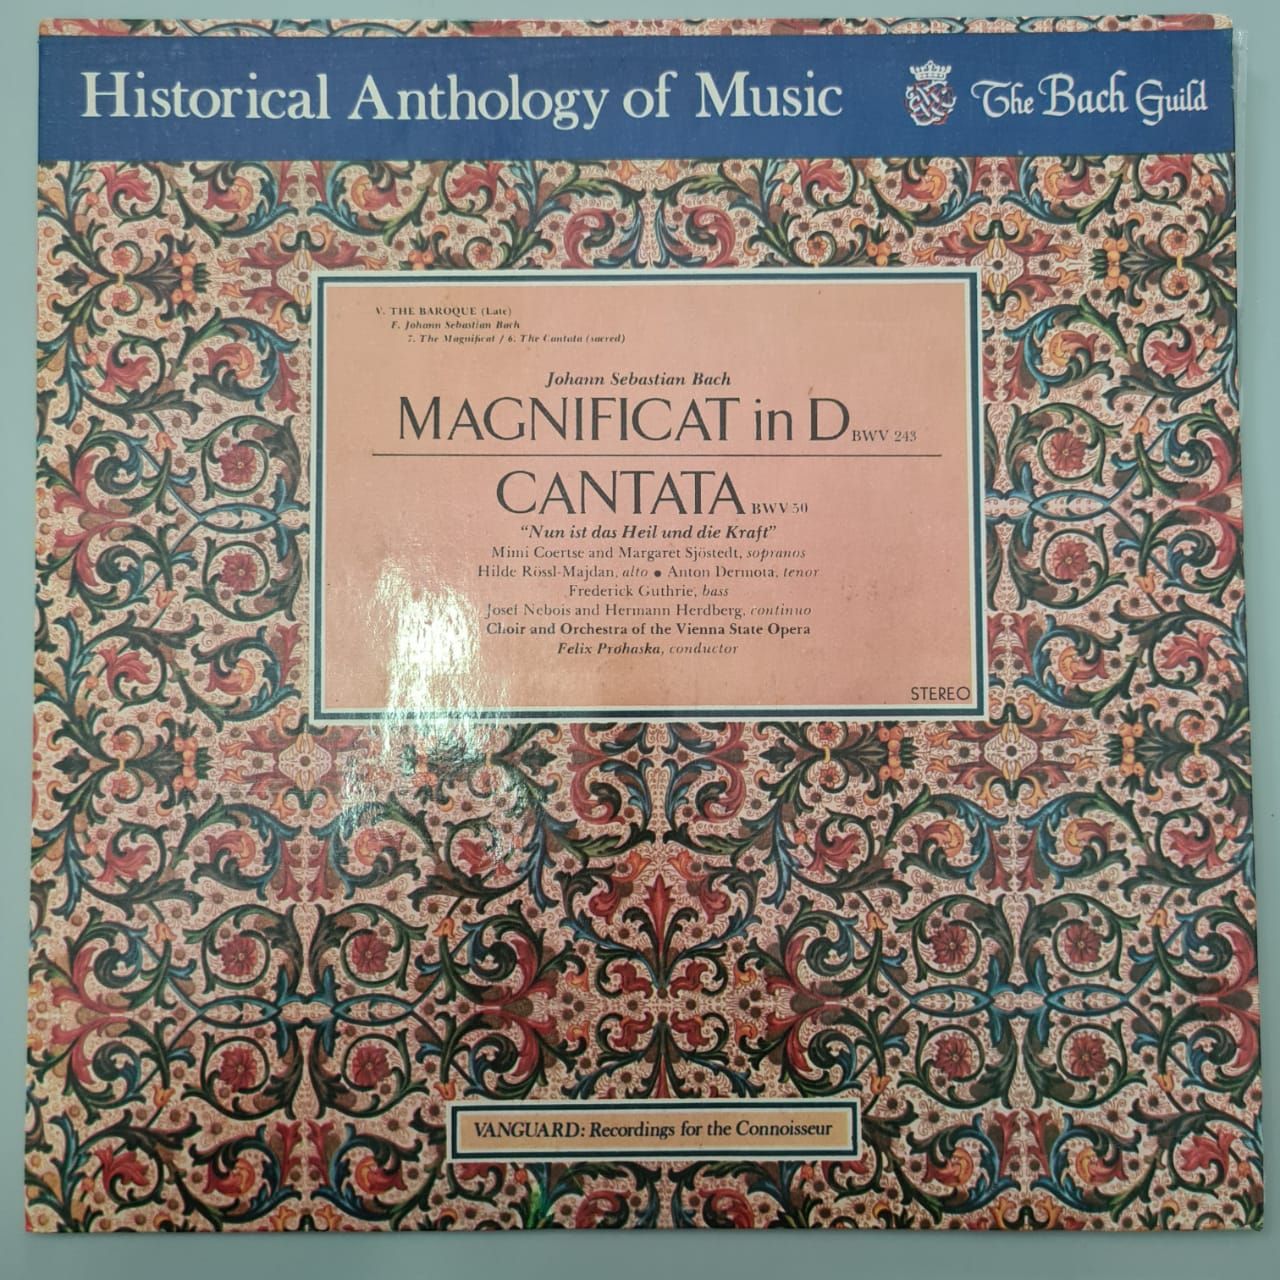 Historical Anthology of Music
The Bach Guild
V. THE BAROQUE (Late)
F. Johann Sebastian Bach
7. The Magnificat / 6. The Cantata (sacred)
Johann Sebastian Bach
MAGNIFICAT in D BWV 243
CANTATA BWV 50
“Nun ist das Heil und die Kraft”
Mimi Coertse and Margaret Sjöstedt, sopranos
Hilde Rössl-Majdan, alto • Anton Dermota, tenor
Frederick Guthrie, bass
Josef Nebois and Hermann Herdberg, continuo
Choir and Orchestra of the Vienna State Opera
Felix Prohaska, conductor
STEREO
VANGUARD: Recordings for the Connoisseur